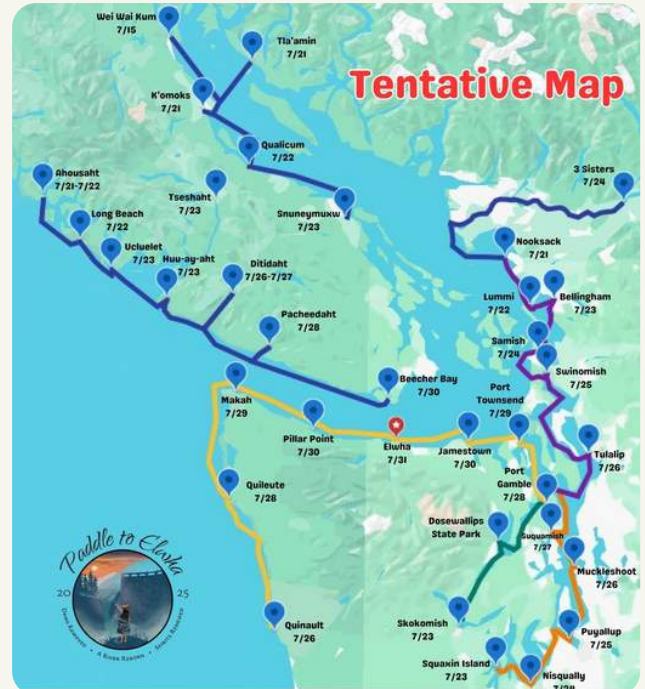 Wei Wai Kum
7/15
Tla'amin
7/21
Tentative Map
K'omoks
7/21
Qualicum
7/22
3 Sisters
7/24
Ahousaht
7/21-7/22
Tseshaht
7/23
Snuneymuxw
7/23
Long Beach
7/22
Ucluelet
7/23
Huu-ay-aht
7/23
Ditidaht
7/26-7/27
Nooksack
7/21
Lummi
7/22
Bellingham
7/23
Pacheedaht
7/28
Samish
7/24
Swinomish
7/25
Beecher Bay
7/30
Port
Townsend
7/29
Makah
7/29
Pillar Point
7/30
Elwha
7/31
Jamestown
7/30
Tulalip
7/26
Port
Gamble
7/28
Quileute
7/28
Dosewallips
State Park
Suquamish
7/27
Muckleshoot
7/26
Paddle to Elwha
20 25
Dams Removed • A River Reborn • Spirits Renewed
Quinault
7/26
Skokomish
7/23
Puyallup
7/25
Squaxin Island
7/23
Nisqually